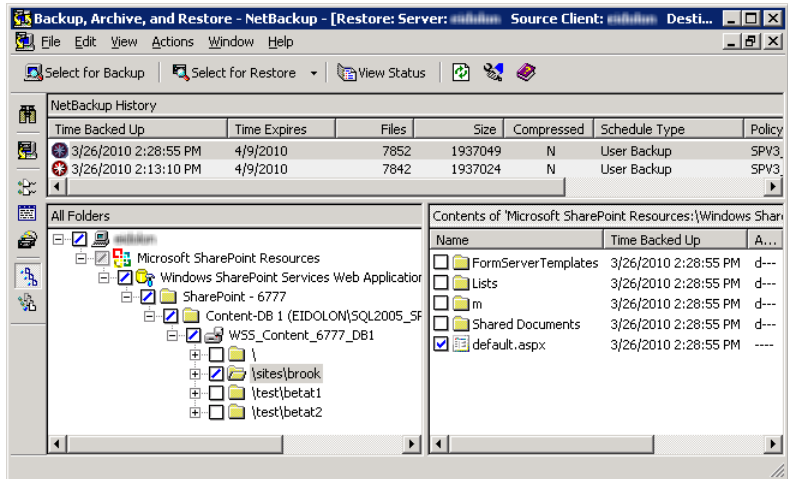 Backup, Archive, and Restore - NetBackup - [Restore: Server: Source Client: Desti...
File Edit View Actions Window Help
Select for Backup Select for Restore View Status
NetBackup History
Time Backed Up Time Expires Files Size Compressed Schedule Type Policy
3/26/2010 2:28:55 PM 4/9/2010 7852 1937049 N User Backup SPV3_
3/26/2010 2:13:10 PM 4/9/2010 7842 1937024 N User Backup SPV3_
All Folders
Microsoft SharePoint Resources
Windows SharePoint Services Web Application
SharePoint - 6777
Content-DB 1 (EIDOLON\SQL2005_SP
WSS_Content_6777_DB1
\
\sites\brook
\test\betat1
\test\betat2
Contents of 'Microsoft SharePoint Resources:\Windows Shar
Name Time Backed Up A...
FormServerTemplates 3/26/2010 2:28:55 PM d---
Lists 3/26/2010 2:28:55 PM d---
m 3/26/2010 2:28:55 PM d---
Shared Documents 3/26/2010 2:28:55 PM d---
default.aspx 3/26/2010 2:28:55 PM ----